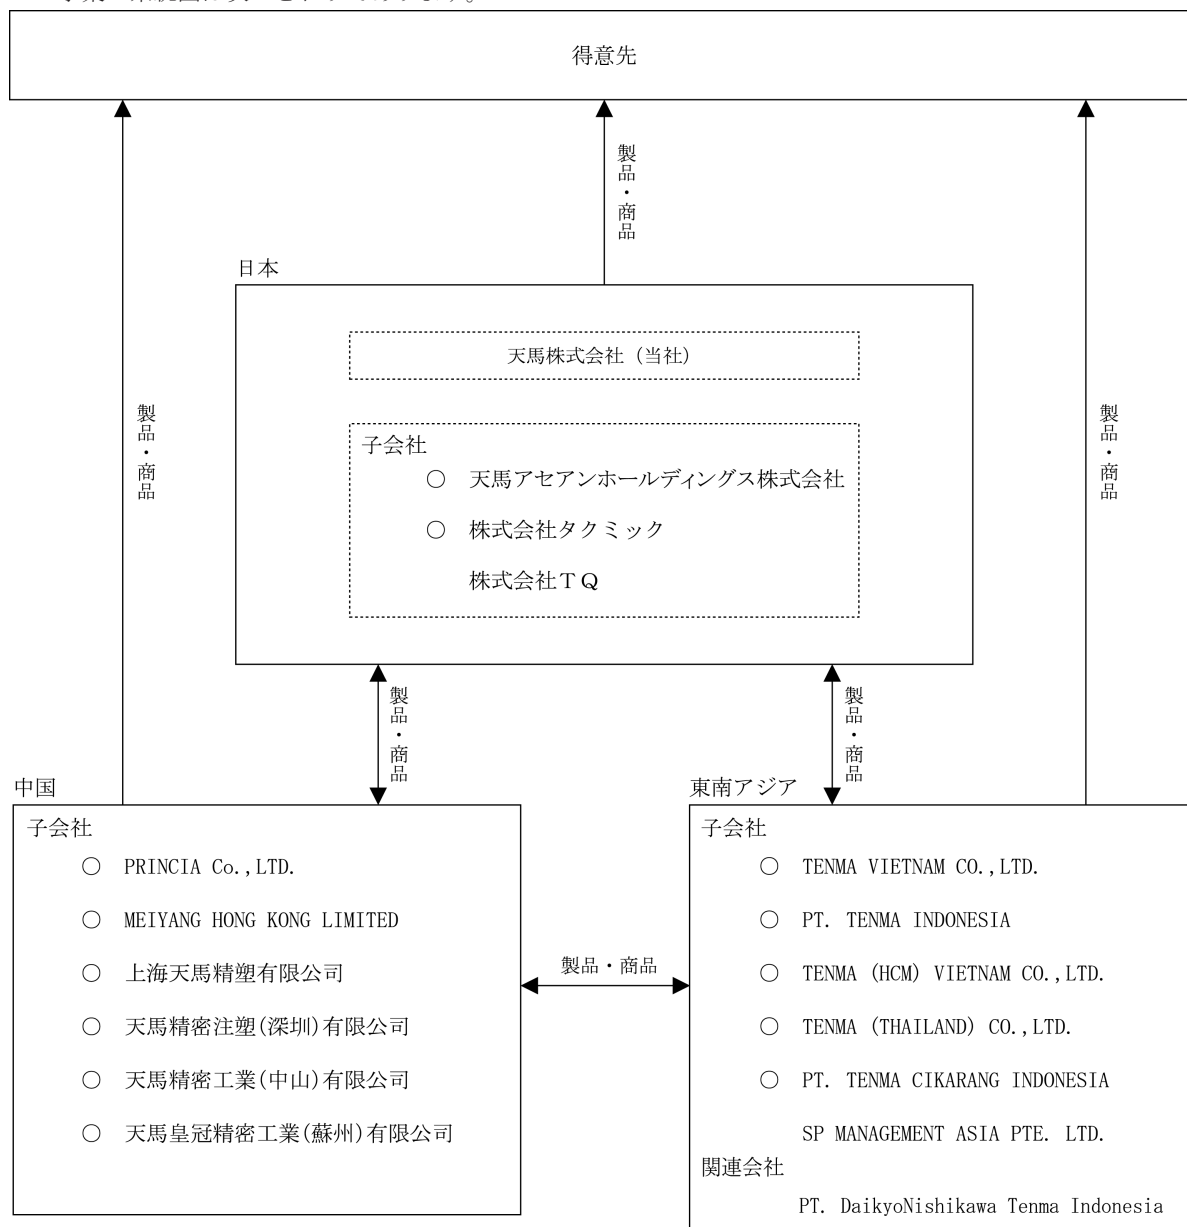 得意先
製品・商品
日本
天馬株式会社（当社）
製品・商品
製品・商品
子会社
○ 天馬アセアンホールディングス株式会社
○ 株式会社タクミック
株式会社ＴＱ
製品・商品
製品・商品
中国
子会社
○ PRINCIA Co.,LTD.
○ MEIYANG HONG KONG LIMITED
○ 上海天馬精塑有限公司
○ 天馬精密注塑(深圳)有限公司
○ 天馬精密工業(中山)有限公司
○ 天馬皇冠精密工業(蘇州)有限公司
製品・商品
東南アジア
子会社
○ TENMA VIETNAM CO.,LTD.
○ PT. TENMA INDONESIA
○ TENMA (HCM) VIETNAM CO.,LTD.
○ TENMA (THAILAND) CO.,LTD.
○ PT. TENMA CIKARANG INDONESIA
SP MANAGEMENT ASIA PTE. LTD.
関連会社
PT. DaikyoNishikawa Tenma Indonesia